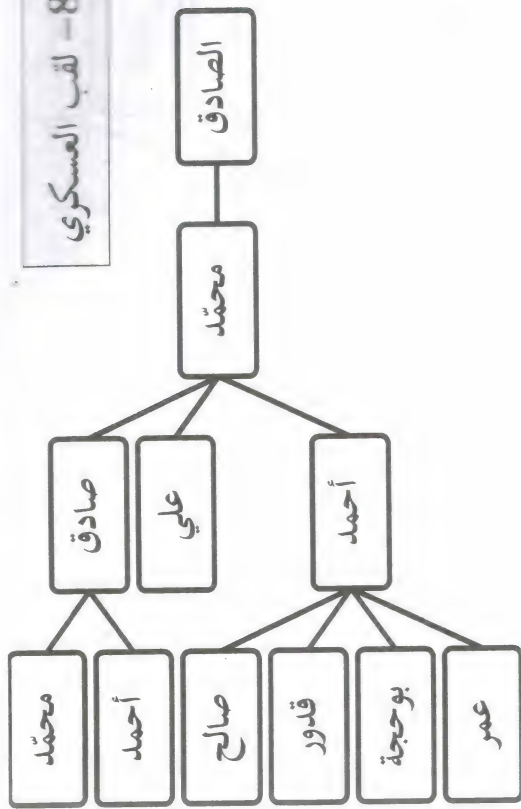 8- لقب العسكري
الصادق
محمّد
صادق
علي
أحمد
محمّد
أحمد
صالح
قدور
بوحجة
عمر